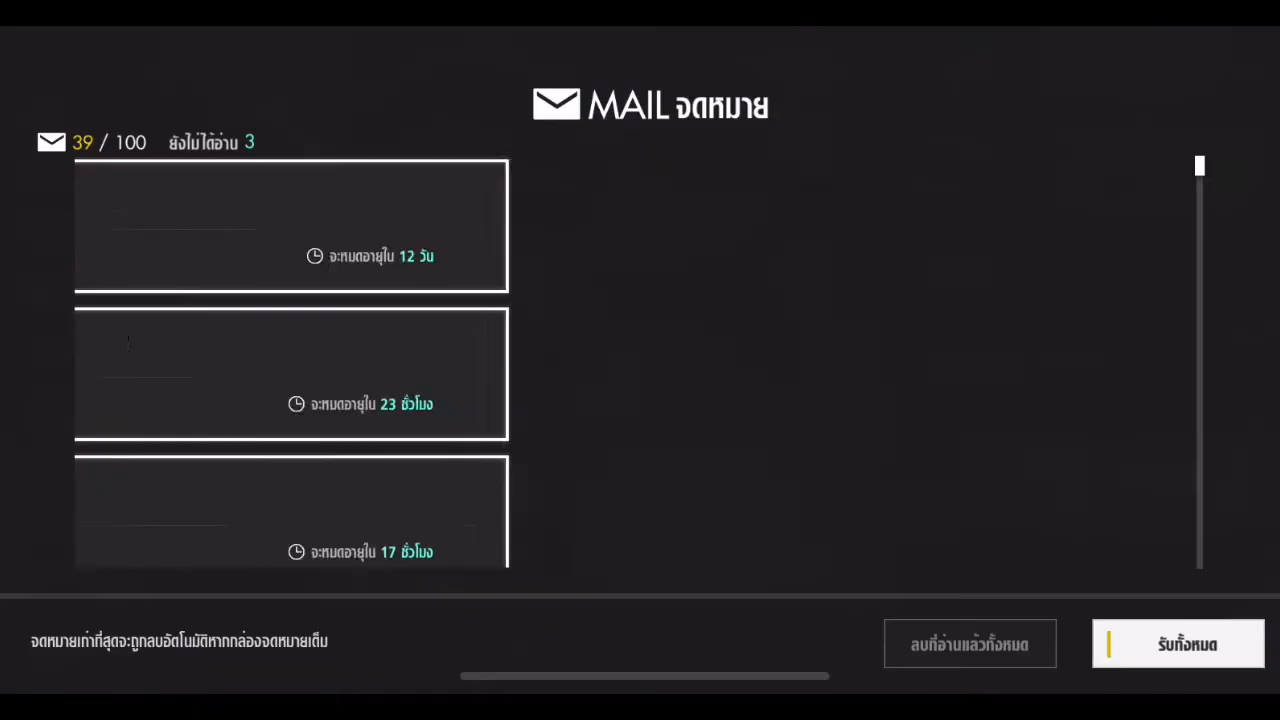 MAIL จดหมาย
39 / 100 ยังไม่ได้อ่าน 3
จะหมดอายุใน 12 วัน
จะหมดอายุใน 23 ชั่วโมง
จะหมดอายุใน 17 ชั่วโมง
จดหมายเก่าที่สุดจะถูกลบอัตโนมัติหากกล่องจดหมายเต็ม
ลบที่อ่านแล้วทั้งหมด
รับทั้งหมด